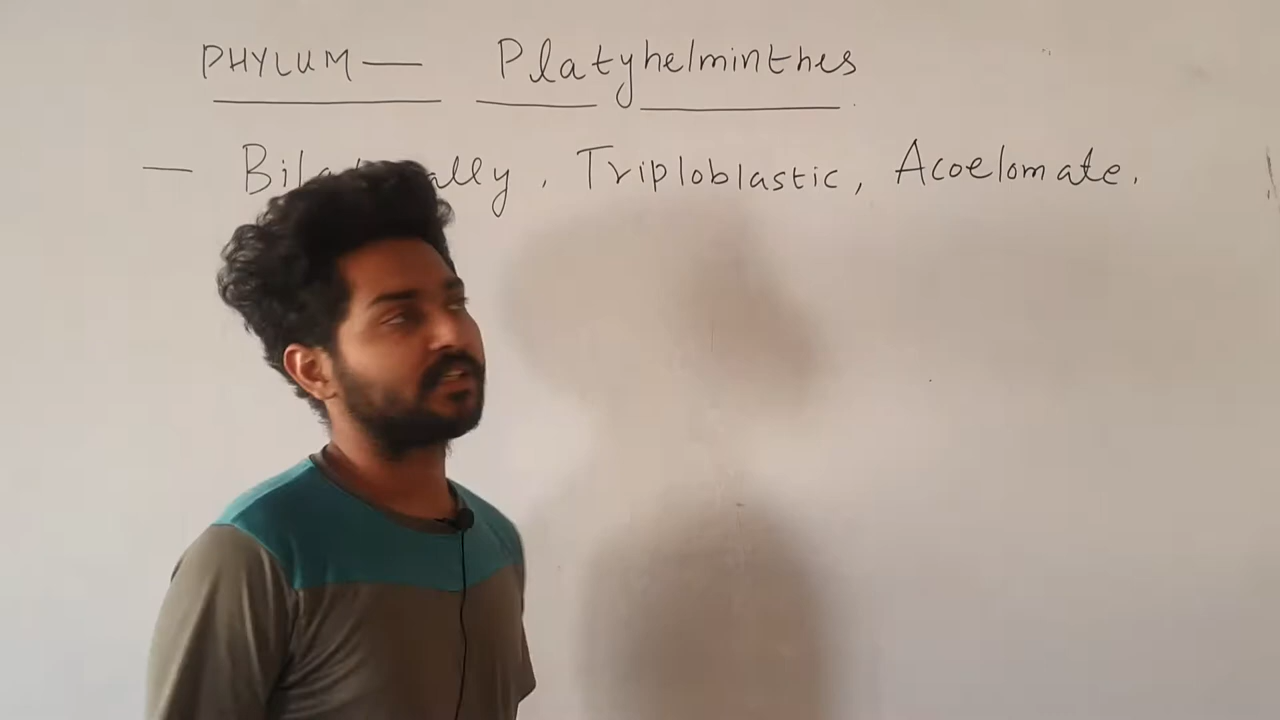 PHYLUM — Platyhelminthes
— , Triploblastic, Acoelomate.